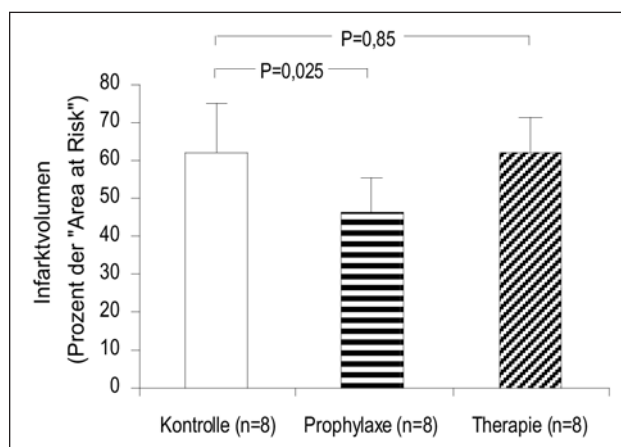 P=0,85
P=0,025
Infarktvolumen
(Prozent der "Area at Risk")
80
70
60
50
40
30
20
10
0
Kontrolle (n=8) Prophylaxe (n=8) Therapie (n=8)